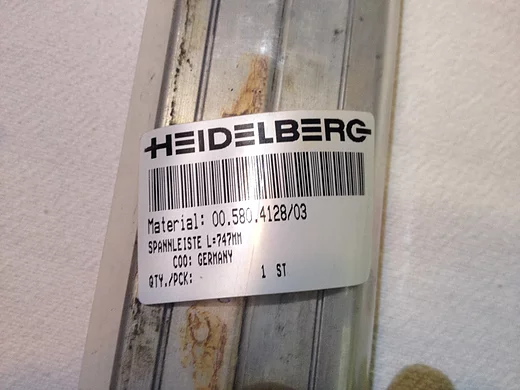 HEIDELBERG
Material: 00.580.4128/03
SPANNLEISTE L=747MM
COO: GERMANY
QTY./PCK: 1 ST